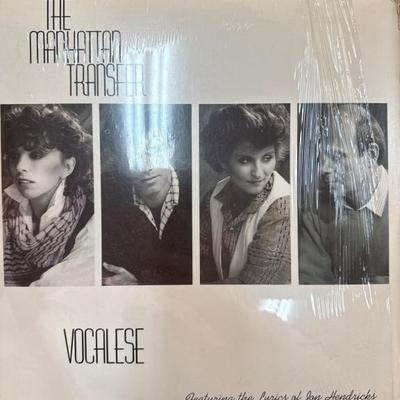 THE
MANHATTAN
TRANSFER
VOCALESE
Featuring the Lyrics of Jon Hendricks